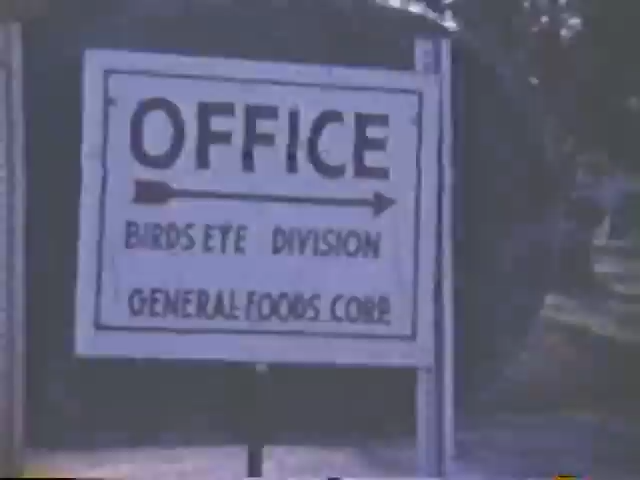 OFFICE
BIRDS EYE DIVISION
GENERAL FOODS CORP.